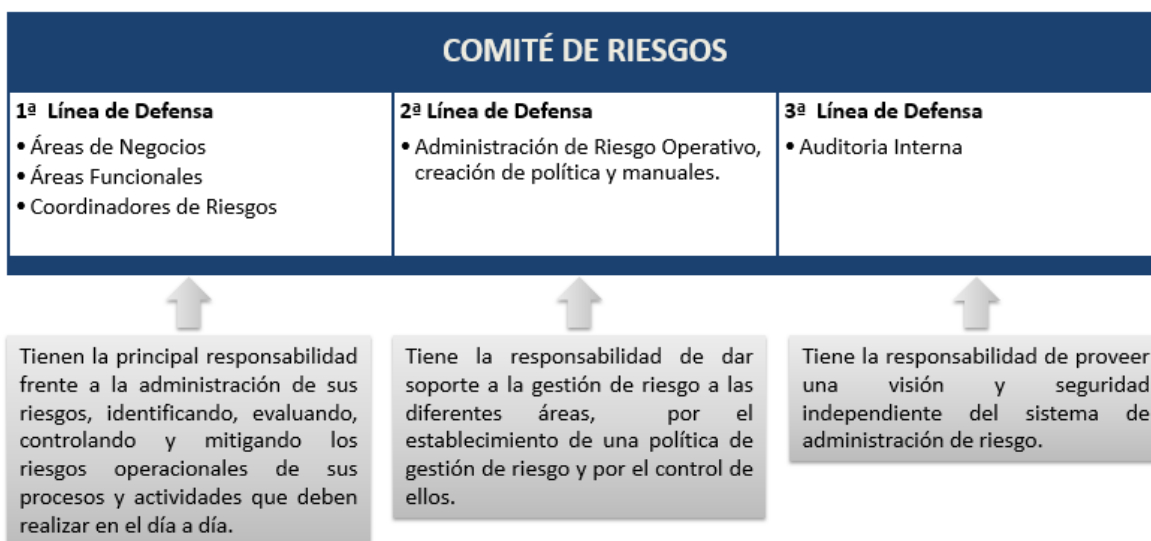 COMITÉ DE RIESGOS
1ª Línea de Defensa
• Áreas de Negocios
• Áreas Funcionales
• Coordinadores de Riesgos
2ª Línea de Defensa
• Administración de Riesgo Operativo,
creación de política y manuales.
3ª Línea de Defensa
• Auditoria Interna
Tienen la principal responsabilidad
frente a la administración de sus
riesgos, identificando, evaluando,
controlando y mitigando los
riesgos operacionales de sus
procesos y actividades que deben
realizar en el día a día.
Tiene la responsabilidad de dar
soporte a la gestión de riesgo a las
diferentes áreas, por el
establecimiento de una política de
gestión de riesgo y por el control de
ellos.
Tiene la responsabilidad de proveer
una visión y seguridad
independiente del sistema de
administración de riesgo.